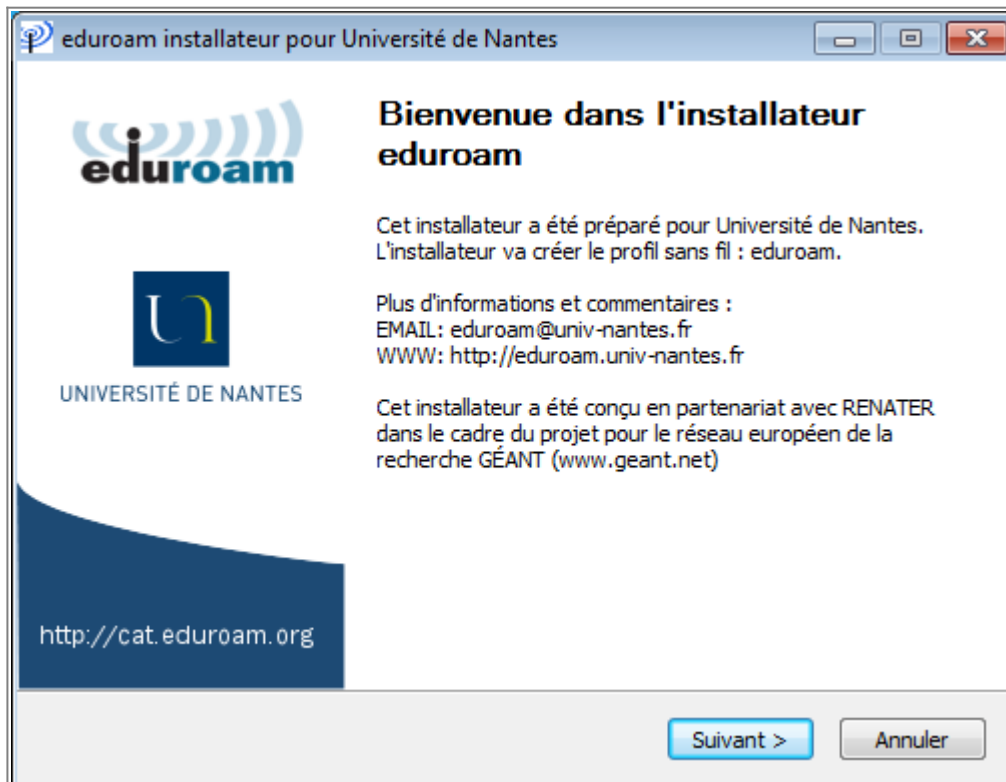 eduroam installateur pour Université de Nantes
eduroam
UNIVERSITÉ DE NANTES
http://cat.eduroam.org
Bienvenue dans l'installateur
eduroam
Cet installateur a été préparé pour Université de Nantes.
L'installateur va créer le profil sans fil : eduroam.
Plus d'informations et commentaires :
EMAIL: eduroam@univ-nantes.fr
WWW: http://eduroam.univ-nantes.fr
Cet installateur a été conçu en partenariat avec RENATER
dans le cadre du projet pour le réseau européen de la
recherche GÉANT (www.geant.net)
Suivant >
Annuler